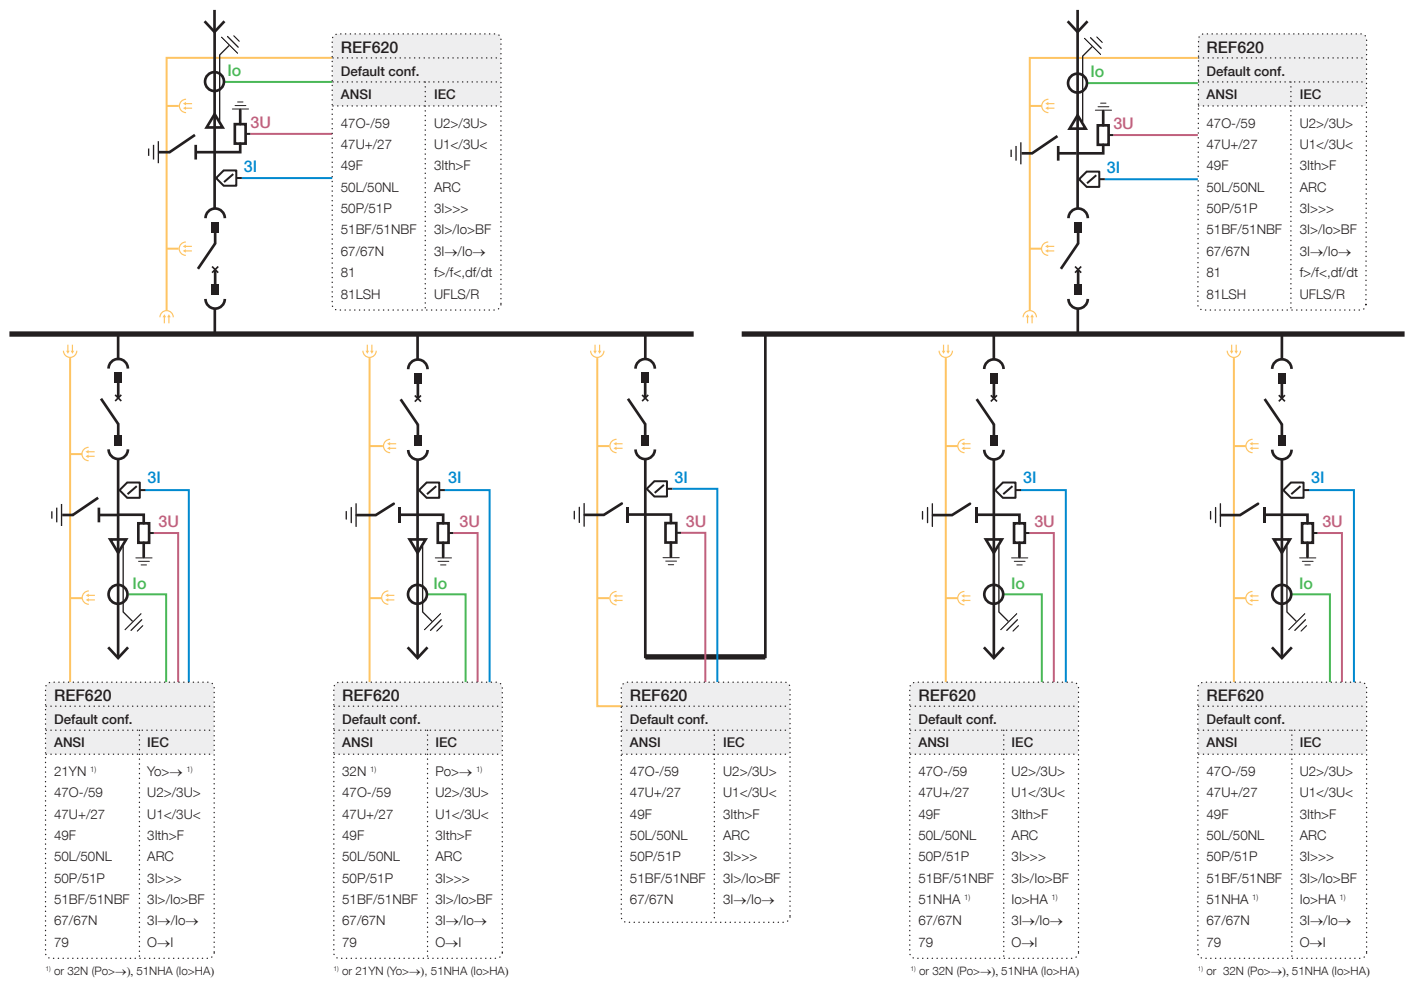 Io
3U
3I
REF620
Default conf.
ANSI IEC
47O-/59 U2>/3U>
47U+/27 U1</3U<
49F 3Ith>F
50L/50NL ARC
50P/51P 3I>>>
51BF/51NBF 3I>/Io>BF
67/67N 3I→/Io→
81 f>/f<,df/dt
81LSH UFLS/R
Io
3U
3I
REF620
Default conf.
ANSI IEC
47O-/59 U2>/3U>
47U+/27 U1</3U<
49F 3Ith>F
50L/50NL ARC
50P/51P 3I>>>
51BF/51NBF 3I>/Io>BF
67/67N 3I→/Io→
81 f>/f<,df/dt
81LSH UFLS/R
3I
3U
Io
REF620
Default conf.
ANSI IEC
21YN 1) Yo>→ 1)
47O-/59 U2>/3U>
47U+/27 U1</3U<
49F 3Ith>F
50L/50NL ARC
50P/51P 3I>>>
51BF/51NBF 3I>/Io>BF
67/67N 3I→/Io→
79 O→I
1) or 32N (Po>→), 51NHA (Io>HA)
3I
3U
Io
REF620
Default conf.
ANSI IEC
32N 1) Po>→ 1)
47O-/59 U2>/3U>
47U+/27 U1</3U<
49F 3Ith>F
50L/50NL ARC
50P/51P 3I>>>
51BF/51NBF 3I>/Io>BF
67/67N 3I→/Io→
79 O→I
1) or 21YN (Yo>→), 51NHA (Io>HA)
3I
3U
REF620
Default conf.
ANSI IEC
47O-/59 U2>/3U>
47U+/27 U1</3U<
49F 3Ith>F
50L/50NL ARC
50P/51P 3I>>>
51BF/51NBF 3I>/Io>BF
67/67N 3I→/Io→
3I
3U
Io
REF620
Default conf.
ANSI IEC
47O-/59 U2>/3U>
47U+/27 U1</3U<
49F 3Ith>F
50L/50NL ARC
50P/51P 3I>>>
51BF/51NBF 3I>/Io>BF
51NHA 1) Io>HA 1)
67/67N 3I→/Io→
79 O→I
1) or 32N (Po>→), 51NHA (Io>HA)
3I
3U
Io
REF620
Default conf.
ANSI IEC
47O-/59 U2>/3U>
47U+/27 U1</3U<
49F 3Ith>F
50L/50NL ARC
50P/51P 3I>>>
51BF/51NBF 3I>/Io>BF
51NHA 1) Io>HA 1)
67/67N 3I→/Io→
79 O→I
1) or 32N (Po>→), 51NHA (Io>HA)